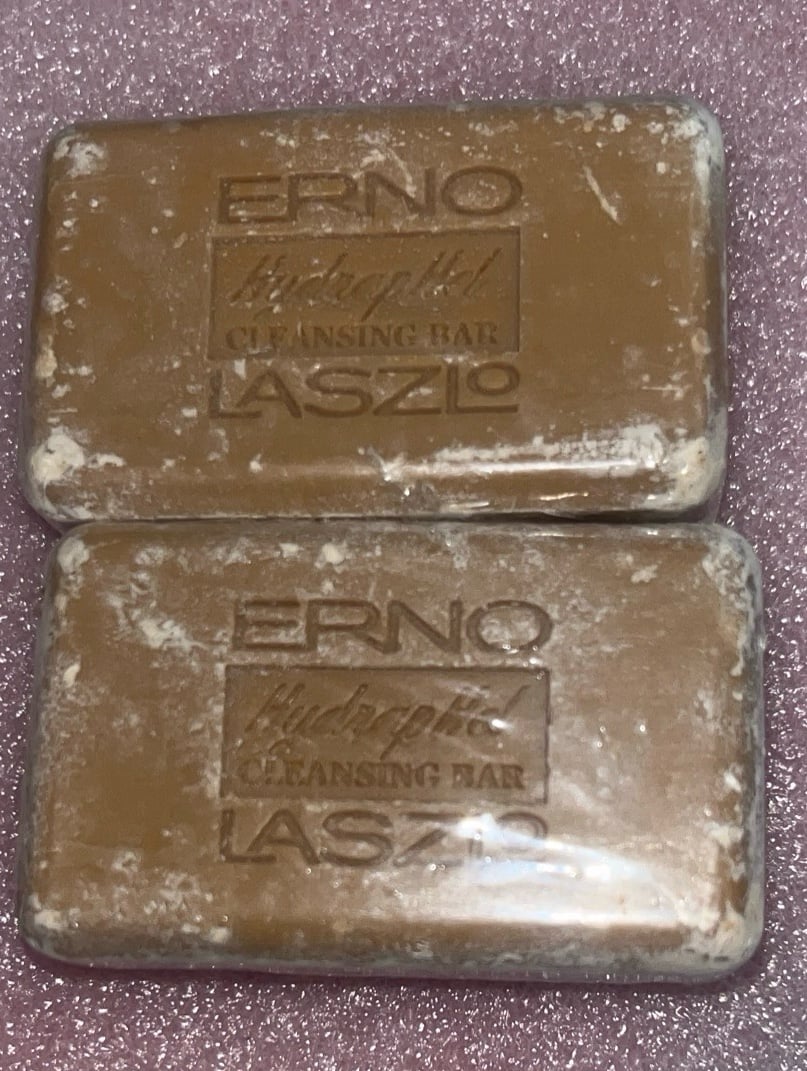 ERNO
HydrapHel
CLEANSING BAR
LASZLO
ERNO
HydrapHel
CLEANSING BAR
LASZLO